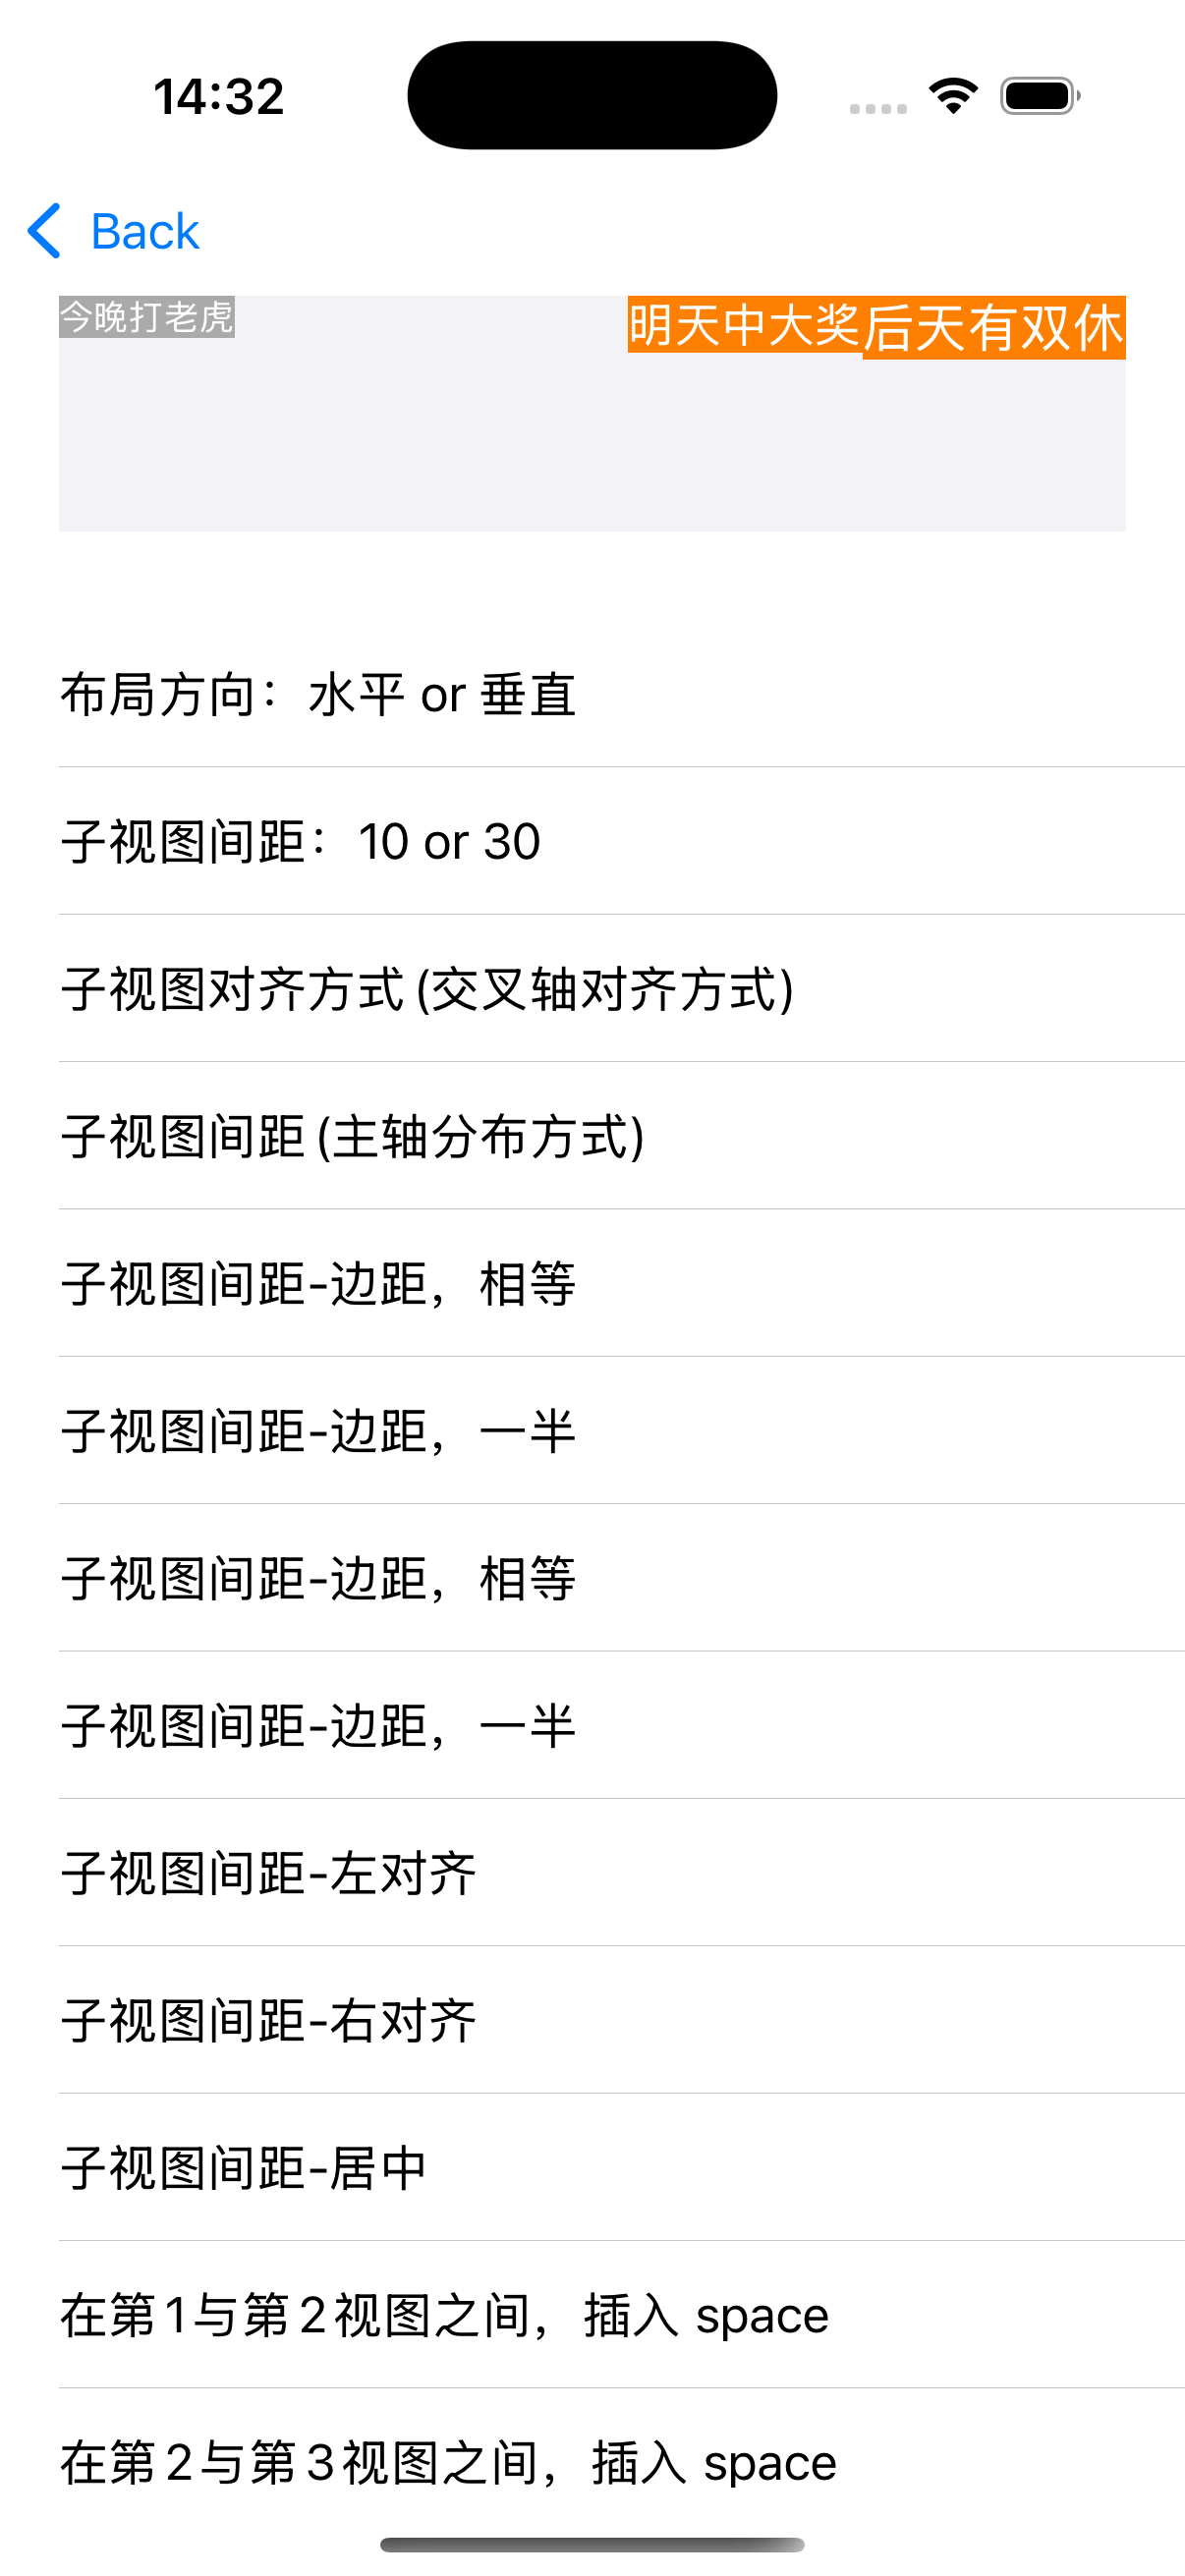 14:32
Back
今晚打老虎 明天中大奖 后天有双休
布局方向：水平 or 垂直
子视图间距：10 or 30
子视图对齐方式 (交叉轴对齐方式)
子视图间距 (主轴分布方式)
子视图间距-边距，相等
子视图间距-边距，一半
子视图间距-边距，相等
子视图间距-边距，一半
子视图间距-左对齐
子视图间距-右对齐
子视图间距-居中
在第1与第2视图之间，插入 space
在第2与第3视图之间，插入 space